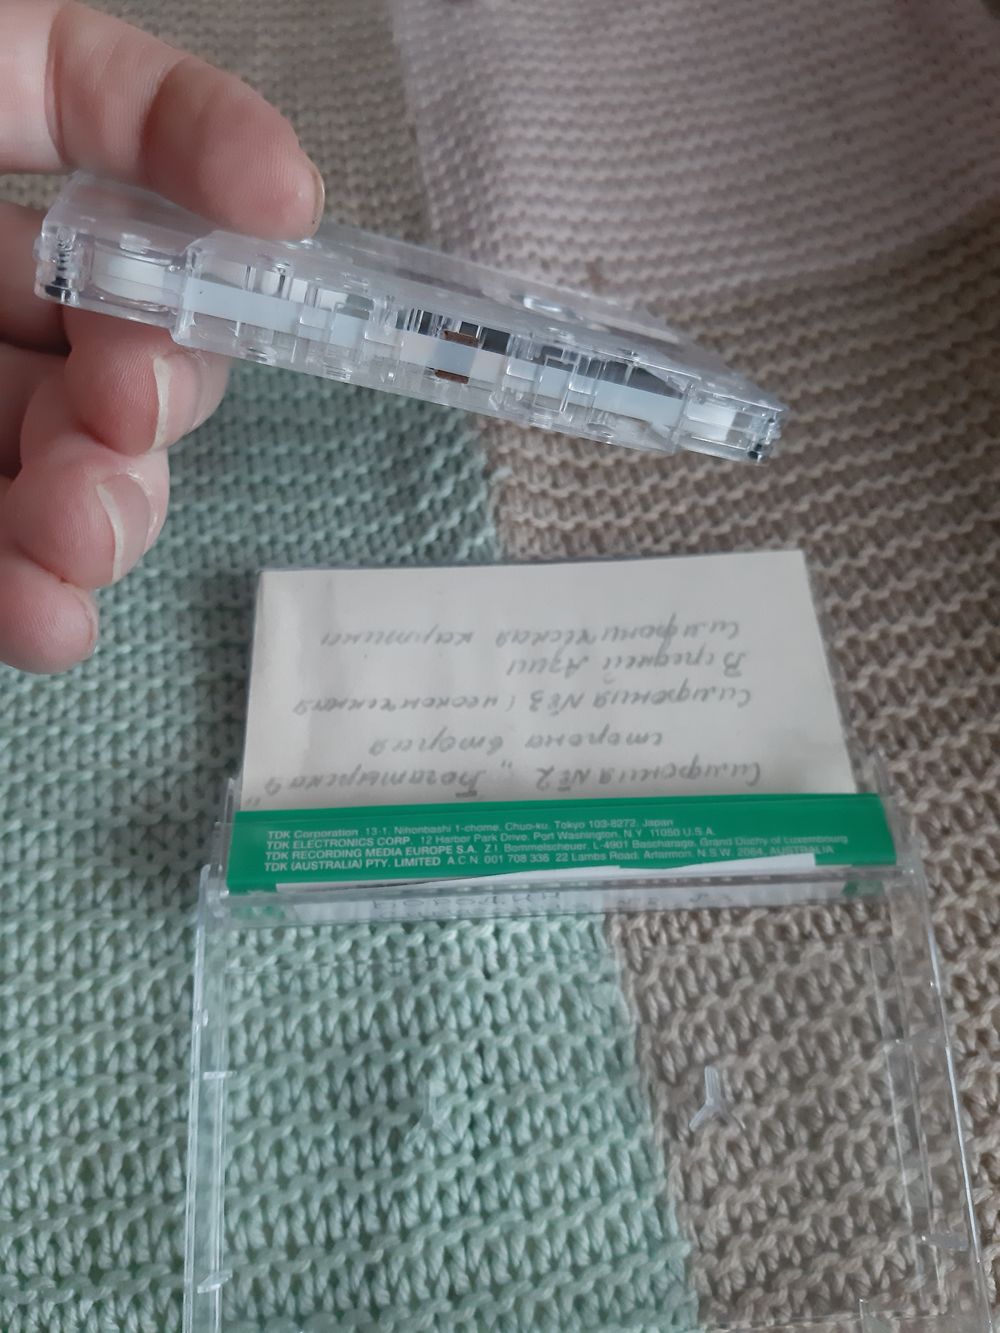 Симфония №2 „Богатырская"
сторона вторая
Симфония №3 (неоконченная
В средней Азии
Симфоническая картина
TDK Corporation 13-1, Nihonbashi 1-chome, Chuo-ku, Tokyo 103-8272, Japan
TDK ELECTRONICS CORP. 12 Harbor Park Drive, Port Washington, N.Y. 11050 U.S.A.
TDK RECORDING MEDIA EUROPE S.A. Z.I. Bommelscheuer, L-4901 Bascharage, Grand Duchy of Luxembourg
TDK (AUSTRALIA) PTY. LIMITED A.C.N. 001 708 336 22 Lambs Road, Artarmon, N.S.W. 2064, AUSTRALIA